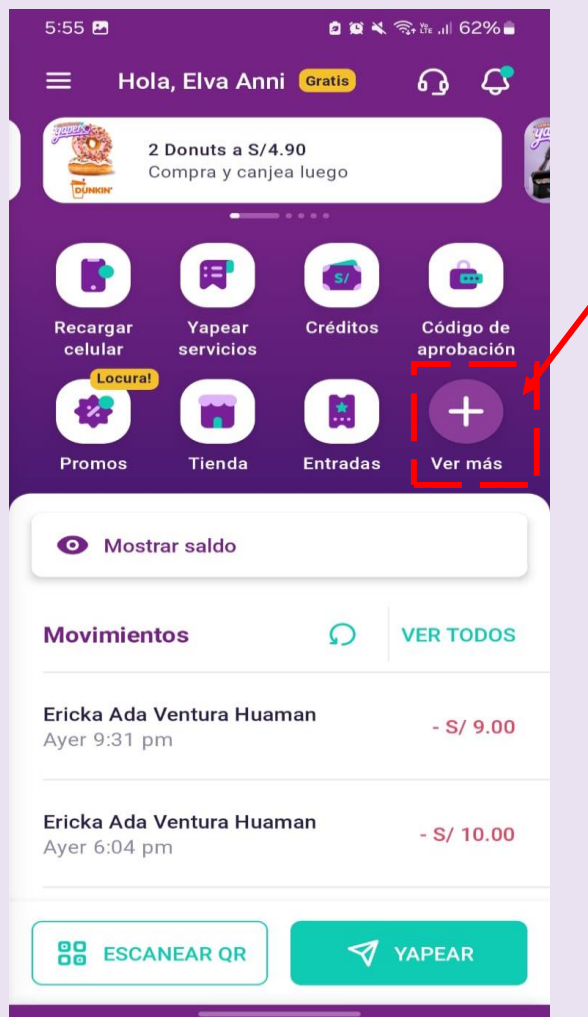 5:55 62%
Hola, Elva Anni Gratis
2 Donuts a S/4.90
Compra y canjea luego
DUNKIN'
S/
Recargar celular
Yapear servicios
Créditos
Código de aprobación
Locura!
Promos
Tienda
Entradas
Ver más
Mostrar saldo
Movimientos VER TODOS
Ericka Ada Ventura Huaman - S/ 9.00
Ayer 9:31 pm
Ericka Ada Ventura Huaman - S/ 10.00
Ayer 6:04 pm
ESCANEAR QR YAPEAR